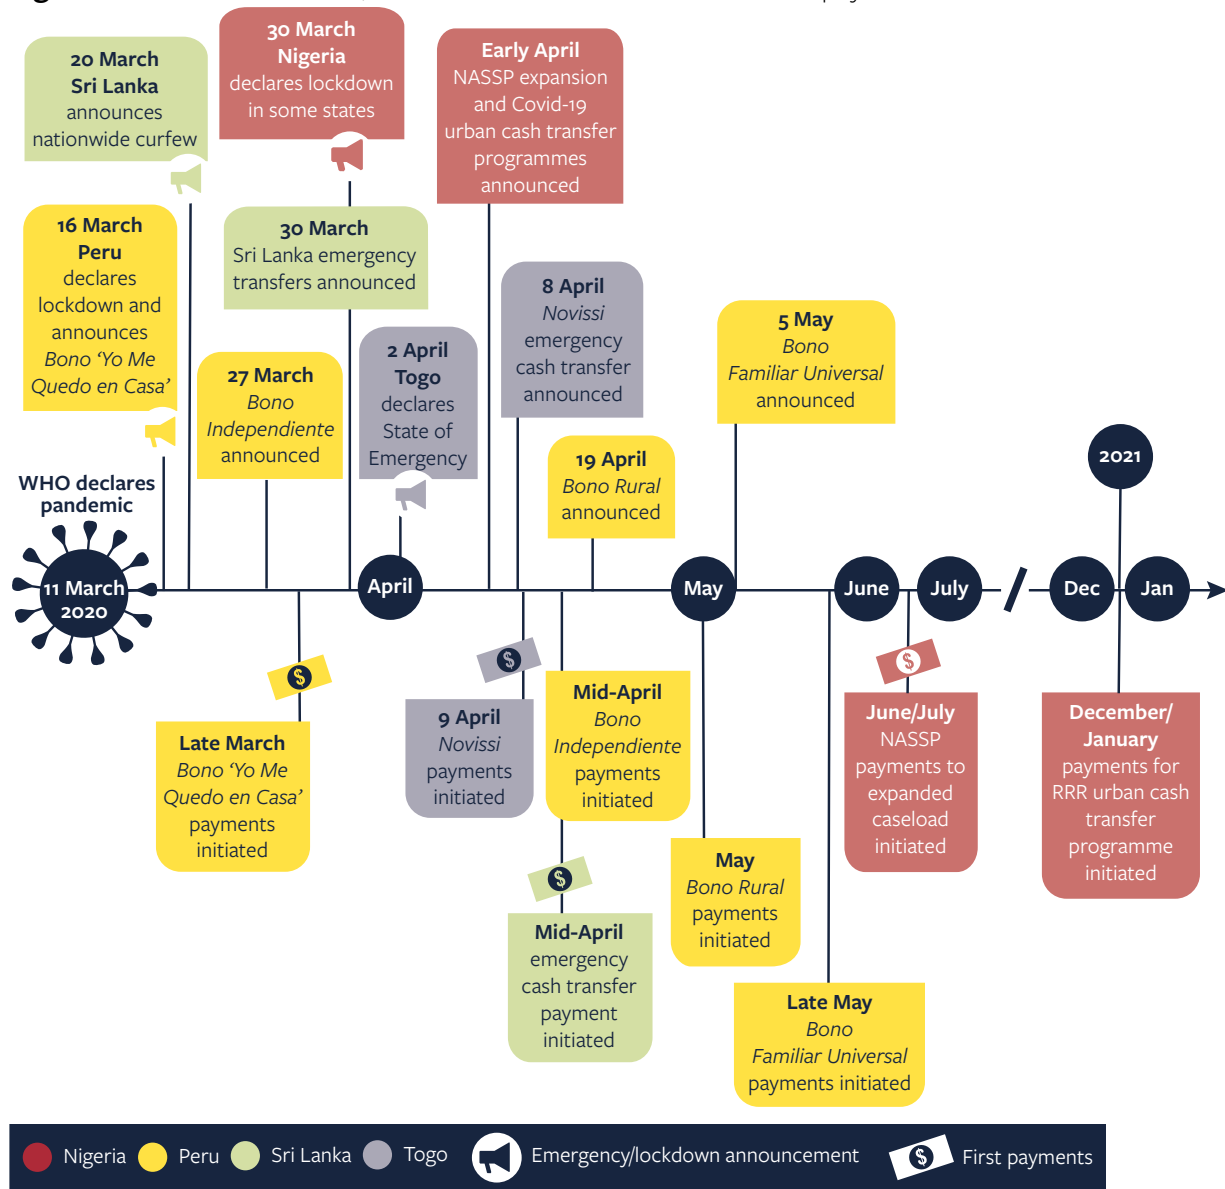 20 March
Sri Lanka
announces
nationwide curfew
30 March
Nigeria
declares lockdown
in some states
Early April
NASSP expansion
and Covid-19
urban cash transfer
programmes
announced
16 March
Peru
declares
lockdown and
announces
Bono ‘Yo Me
Quedo en Casa’
30 March
Sri Lanka emergency
transfers announced
27 March
Bono
Independiente
announced
2 April
Togo
declares
State of
Emergency
8 April
Novissi
emergency
cash transfer
announced
19 April
Bono Rural
announced
5 May
Bono
Familiar Universal
announced
2021
WHO declares
pandemic
11 March
2020
April
May
June
July
Dec
Jan
Late March
Bono ‘Yo Me
Quedo en Casa’
payments
initiated
9 April
Novissi
payments
initiated
Mid-April
Bono
Independiente
payments
initiated
Mid-April
emergency
cash transfer
payment
initiated
May
Bono Rural
payments
initiated
Late May
Bono
Familiar Universal
payments initiated
June/July
NASSP
payments to
expanded
caseload
initiated
December/
January
payments for
RRR urban cash
transfer
programme
initiated
Nigeria
Peru
Sri Lanka
Togo
Emergency/lockdown announcement
First payments